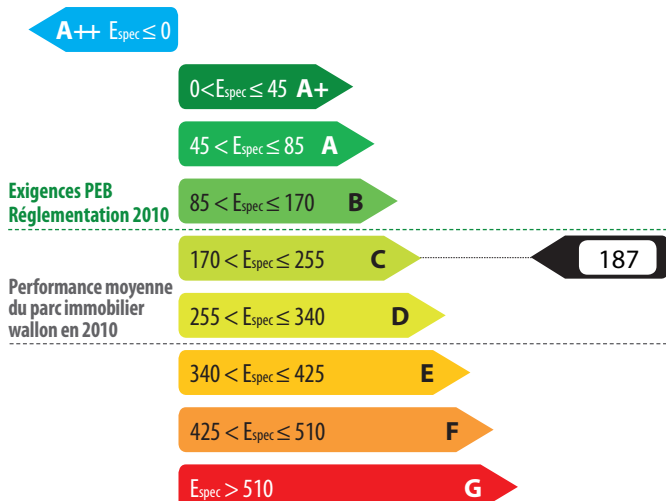 A++ Espec ≤ 0
0 < Espec ≤ 45 A+
45 < Espec ≤ 85 A
Exigences PEB
Réglementation 2010
85 < Espec ≤ 170 B
170 < Espec ≤ 255 C
187
Performance moyenne
du parc immobilier
wallon en 2010
255 < Espec ≤ 340 D
340 < Espec ≤ 425 E
425 < Espec ≤ 510 F
Espec > 510 G